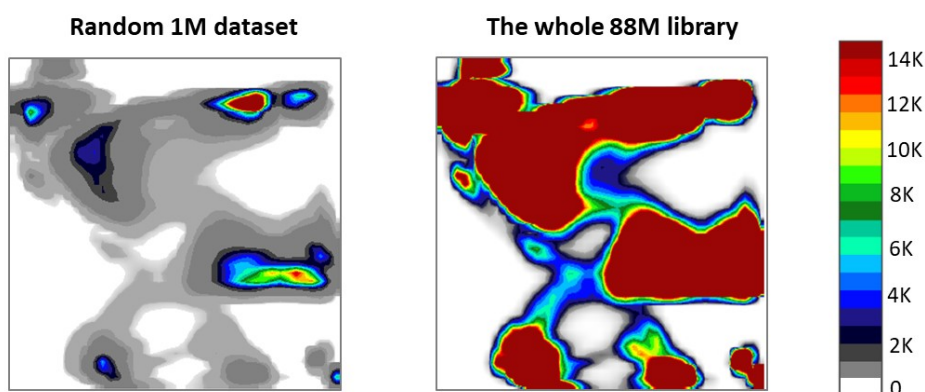 Random 1M dataset
The whole 88M library
14K
12K
10K
8K
6K
4K
2K
0